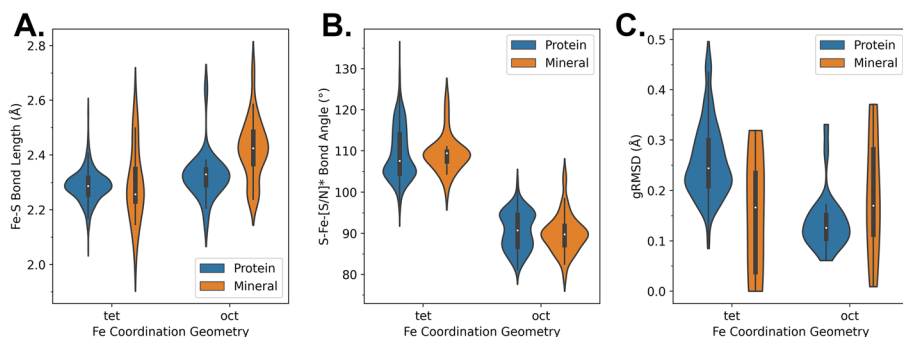 A.
Fe-S Bond Length (Å)
2.8
2.6
2.4
2.2
2.0
Protein
Mineral
tet
oct
Fe Coordination Geometry
B.
S-Fe-[S/N]* Bond Angle (°)
130
120
110
100
90
80
Protein
Mineral
tet
oct
Fe Coordination Geometry
C.
gRMSD (Å)
0.5
0.4
0.3
0.2
0.1
0.0
Protein
Mineral
tet
oct
Fe Coordination Geometry